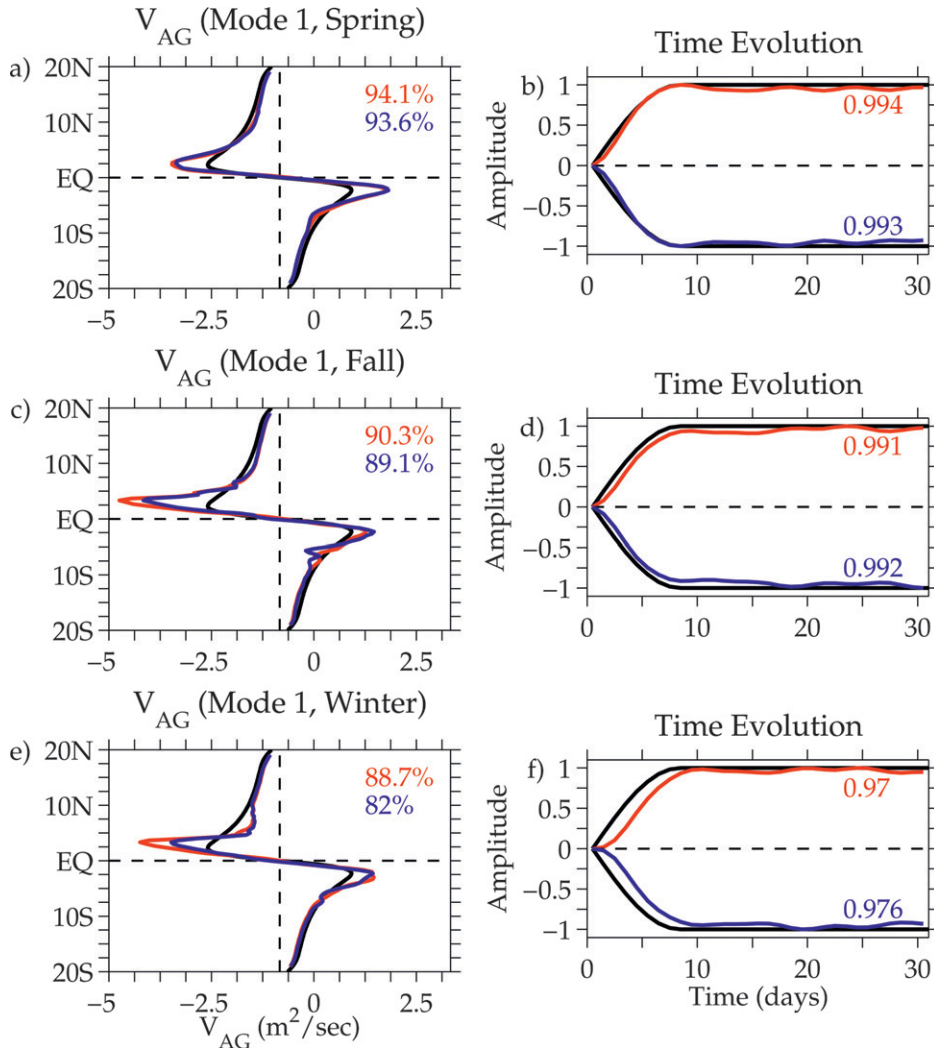 V_AG (Mode 1, Spring)
Time Evolution
a)
20N
10N
EQ
10S
20S
94.1%
93.6%
−5
−2.5
0
2.5
b)
1
0.5
0
−0.5
−1
Amplitude
0.994
0.993
0
10
20
30
V_AG (Mode 1, Fall)
Time Evolution
c)
20N
10N
EQ
10S
20S
90.3%
89.1%
−5
−2.5
0
2.5
d)
1
0.5
0
−0.5
−1
Amplitude
0.991
0.992
0
10
20
30
V_AG (Mode 1, Winter)
Time Evolution
e)
20N
10N
EQ
10S
20S
88.7%
82%
−5
−2.5
0
2.5
V_AG (m²/sec)
f)
1
0.5
0
−0.5
−1
Amplitude
0.97
0.976
0
10
20
30
Time (days)